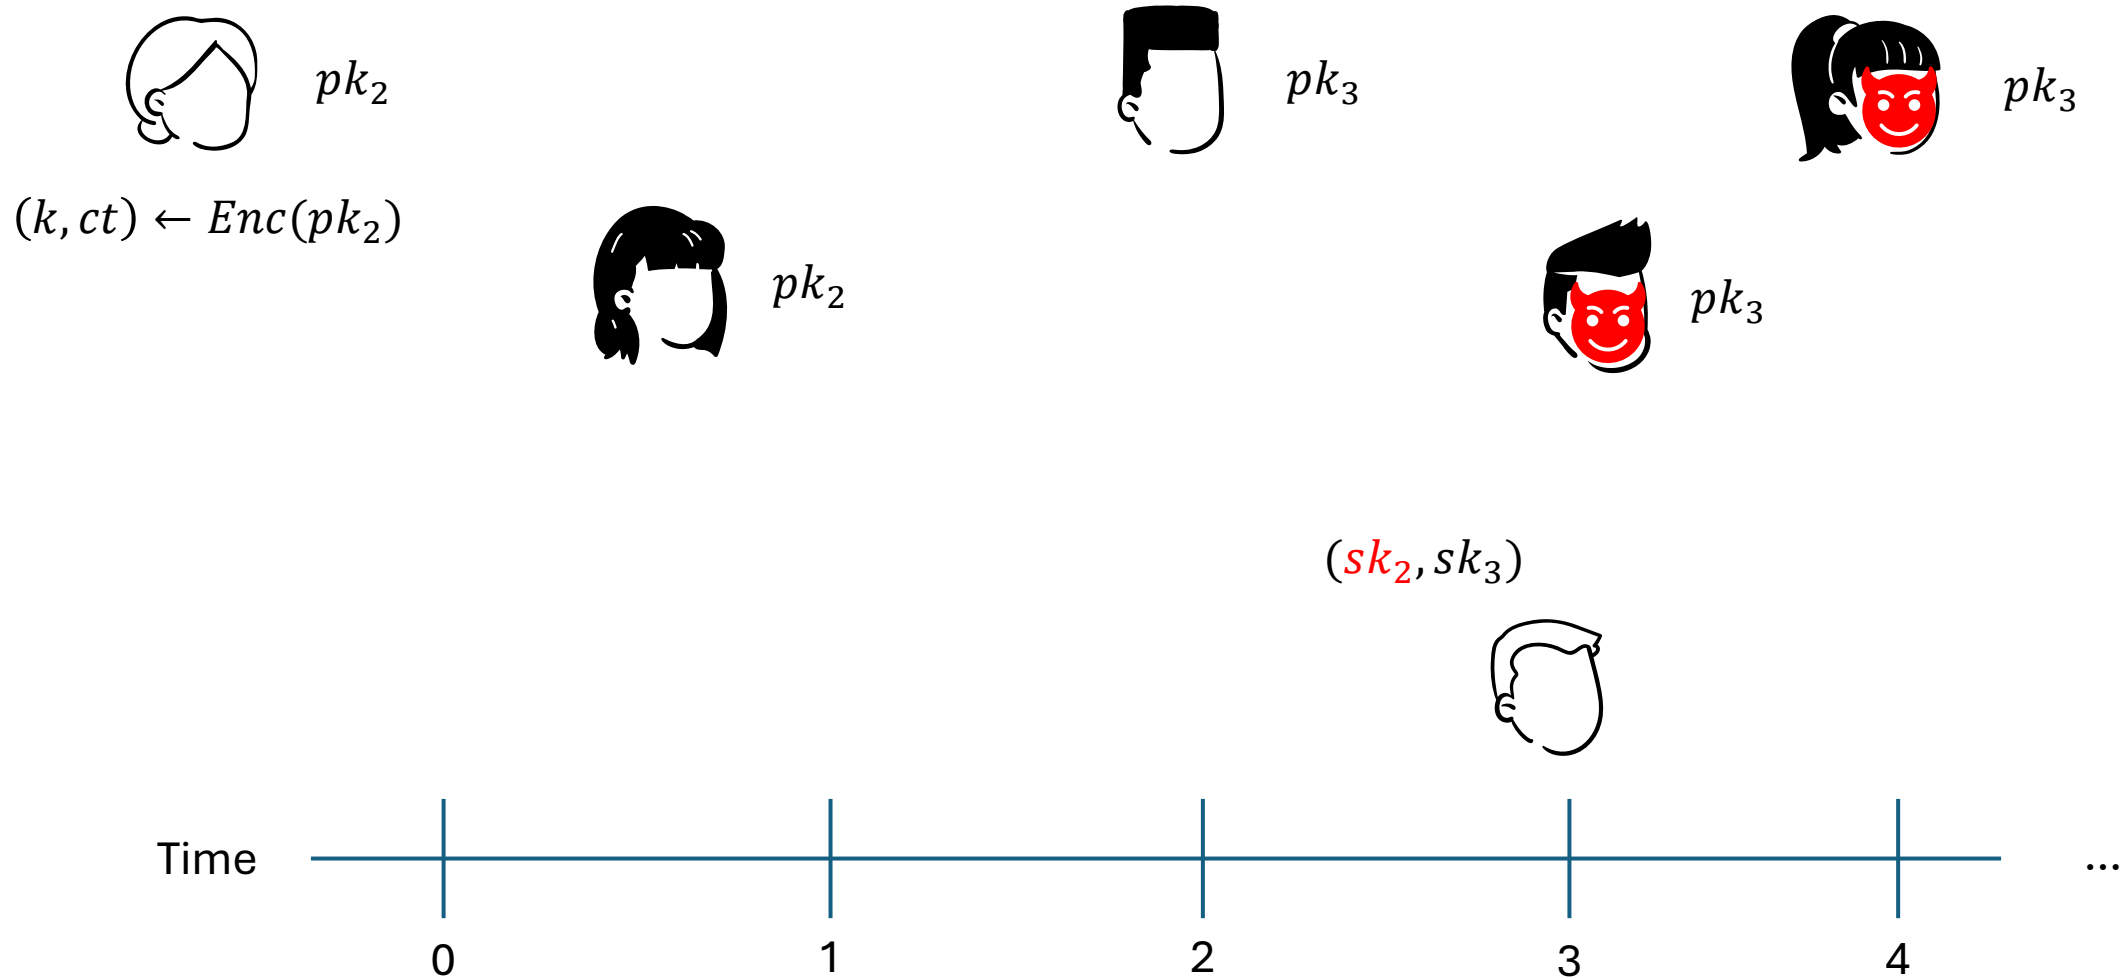 pk₂
pk₃
pk₃
(k, ct) ← Enc(pk₂)
pk₂
pk₃
(sk₂, sk₃)
Time
...
0
1
2
3
4